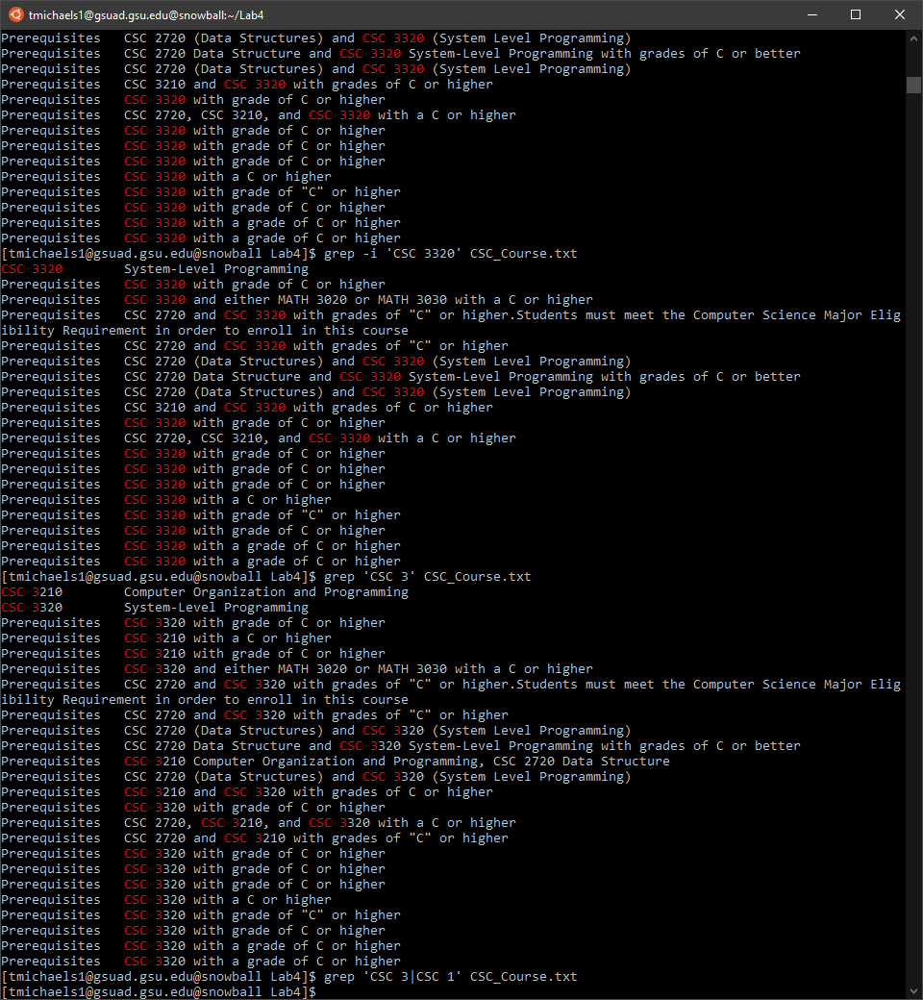 tmichaels1@gsuad.gsu.edu@snowball:~/Lab4
Prerequisites   CSC 2720 (Data Structures) and CSC 3320 (System Level Programming)
Prerequisites   CSC 2720 Data Structure and CSC 3320 System-Level Programming with grades of C or better
Prerequisites   CSC 2720 (Data Structures) and CSC 3320 (System Level Programming)
Prerequisites   CSC 3210 and CSC 3320 with grades of C or higher
Prerequisites   CSC 3320 with grade of C or higher
Prerequisites   CSC 2720, CSC 3210, and CSC 3320 with a C or higher
Prerequisites   CSC 3320 with grade of C or higher
Prerequisites   CSC 3320 with grade of C or higher
Prerequisites   CSC 3320 with grade of C or higher
Prerequisites   CSC 3320 with a C or higher
Prerequisites   CSC 3320 with grade of "C" or higher
Prerequisites   CSC 3320 with grade of C or higher
Prerequisites   CSC 3320 with a grade of C or higher
Prerequisites   CSC 3320 with a grade of C or higher
[tmichaels1@gsuad.gsu.edu@snowball Lab4]$ grep -i 'CSC 3320' CSC_Course.txt
CSC 3320        System-Level Programming
Prerequisites   CSC 3320 with grade of C or higher
Prerequisites   CSC 3320 and either MATH 3020 or MATH 3030 with a C or higher
Prerequisites   CSC 2720 and CSC 3320 with grades of "C" or higher.Students must meet the Computer Science Major Elig
ibility Requirement in order to enroll in this course
Prerequisites   CSC 2720 and CSC 3320 with grades of "C" or higher
Prerequisites   CSC 2720 (Data Structures) and CSC 3320 (System Level Programming)
Prerequisites   CSC 2720 Data Structure and CSC 3320 System-Level Programming with grades of C or better
Prerequisites   CSC 2720 (Data Structures) and CSC 3320 (System Level Programming)
Prerequisites   CSC 3210 and CSC 3320 with grades of C or higher
Prerequisites   CSC 3320 with grade of C or higher
Prerequisites   CSC 2720, CSC 3210, and CSC 3320 with a C or higher
Prerequisites   CSC 3320 with grade of C or higher
Prerequisites   CSC 3320 with grade of C or higher
Prerequisites   CSC 3320 with grade of C or higher
Prerequisites   CSC 3320 with a C or higher
Prerequisites   CSC 3320 with grade of "C" or higher
Prerequisites   CSC 3320 with grade of C or higher
Prerequisites   CSC 3320 with a grade of C or higher
Prerequisites   CSC 3320 with a grade of C or higher
[tmichaels1@gsuad.gsu.edu@snowball Lab4]$ grep 'CSC 3' CSC_Course.txt
CSC 3210        Computer Organization and Programming
CSC 3320        System-Level Programming
Prerequisites   CSC 3320 with grade of C or higher
Prerequisites   CSC 3210 with a C or higher
Prerequisites   CSC 3210 with grade of C or higher
Prerequisites   CSC 3320 and either MATH 3020 or MATH 3030 with a C or higher
Prerequisites   CSC 2720 and CSC 3320 with grades of "C" or higher.Students must meet the Computer Science Major Elig
ibility Requirement in order to enroll in this course
Prerequisites   CSC 2720 and CSC 3320 with grades of "C" or higher
Prerequisites   CSC 2720 (Data Structures) and CSC 3320 (System Level Programming)
Prerequisites   CSC 2720 Data Structure and CSC 3320 System-Level Programming with grades of C or better
Prerequisites   CSC 3210 Computer Organization and Programming, CSC 2720 Data Structure
Prerequisites   CSC 2720 (Data Structures) and CSC 3320 (System Level Programming)
Prerequisites   CSC 3210 and CSC 3320 with grades of C or higher
Prerequisites   CSC 3320 with grade of C or higher
Prerequisites   CSC 2720, CSC 3210, and CSC 3320 with a C or higher
Prerequisites   CSC 2720 and CSC 3210 with grades of "C" or higher
Prerequisites   CSC 3320 with grade of C or higher
Prerequisites   CSC 3320 with grade of C or higher
Prerequisites   CSC 3320 with grade of C or higher
Prerequisites   CSC 3320 with a C or higher
Prerequisites   CSC 3320 with grade of "C" or higher
Prerequisites   CSC 3320 with grade of C or higher
Prerequisites   CSC 3320 with a grade of C or higher
Prerequisites   CSC 3320 with a grade of C or higher
[tmichaels1@gsuad.gsu.edu@snowball Lab4]$ grep 'CSC 3|CSC 1' CSC_Course.txt
[tmichaels1@gsuad.gsu.edu@snowball Lab4]$